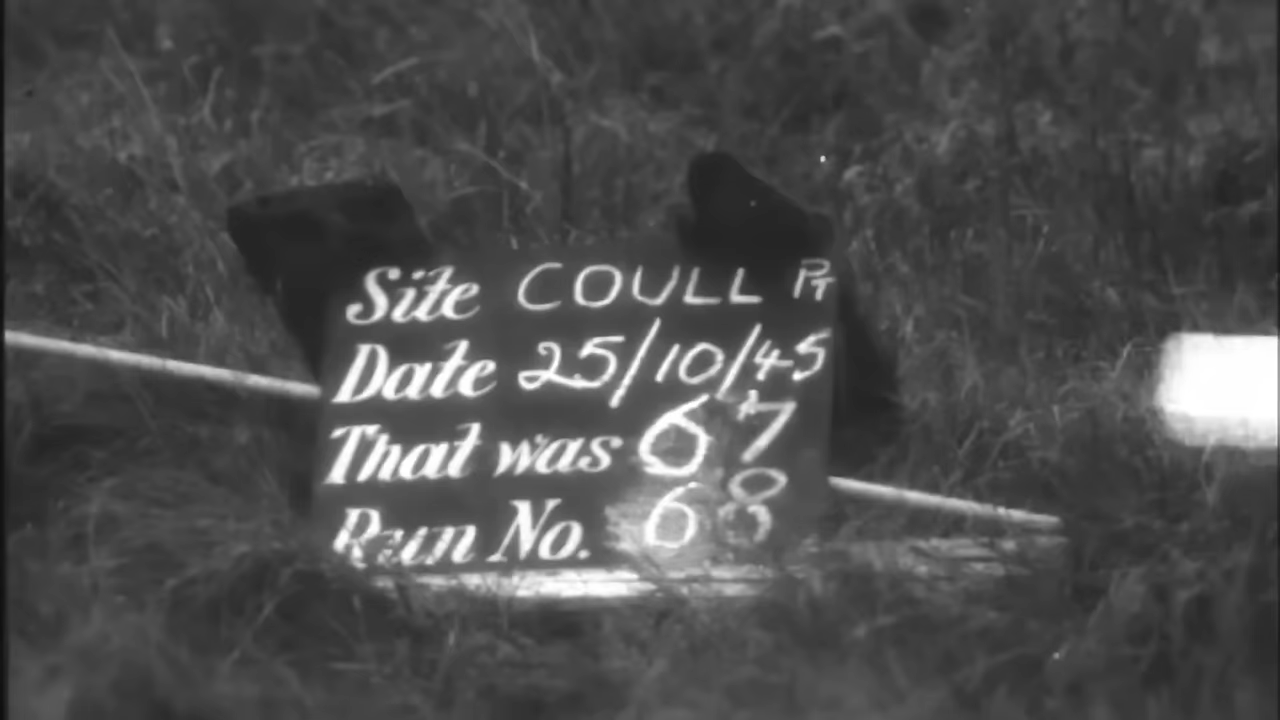 Site COULL PT
Date 25/10/45
That was 67
Run No. 68